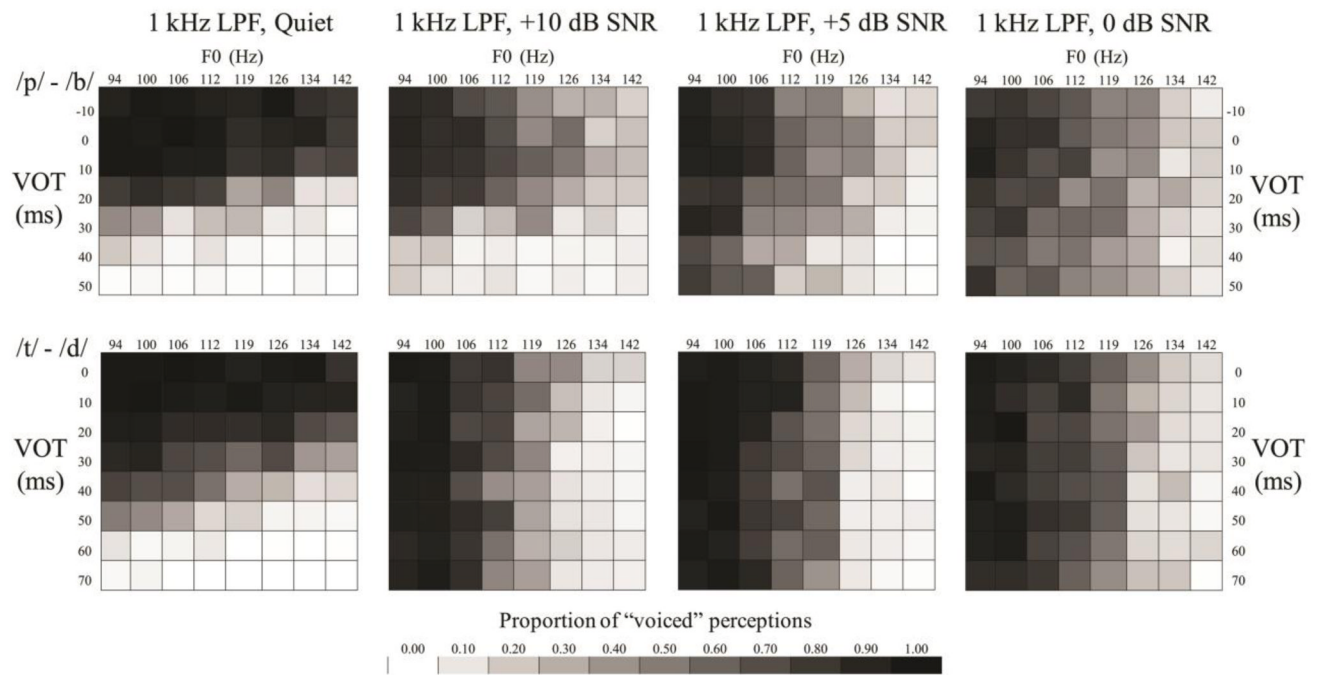 1 kHz LPF, Quiet 1 kHz LPF, +10 dB SNR 1 kHz LPF, +5 dB SNR 1 kHz LPF, 0 dB SNR
F0 (Hz) F0 (Hz) F0 (Hz) F0 (Hz)
/p/ - /b/ 94 100 106 112 119 126 134 142 94 100 106 112 119 126 134 142 94 100 106 112 119 126 134 142 94 100 106 112 119 126 134 142
-10 -10
0 0
10 10
VOT VOT
20 20
(ms) (ms)
30 30
40 40
50 50
/t/ - /d/ 94 100 106 112 119 126 134 142 94 100 106 112 119 126 134 142 94 100 106 112 119 126 134 142 94 100 106 112 119 126 134 142
0 0
10 10
20 20
VOT VOT
30 30
(ms) (ms)
40 40
50 50
60 60
70 70
Proportion of “voiced” perceptions
0.00 0.10 0.20 0.30 0.40 0.50 0.60 0.70 0.80 0.90 1.00